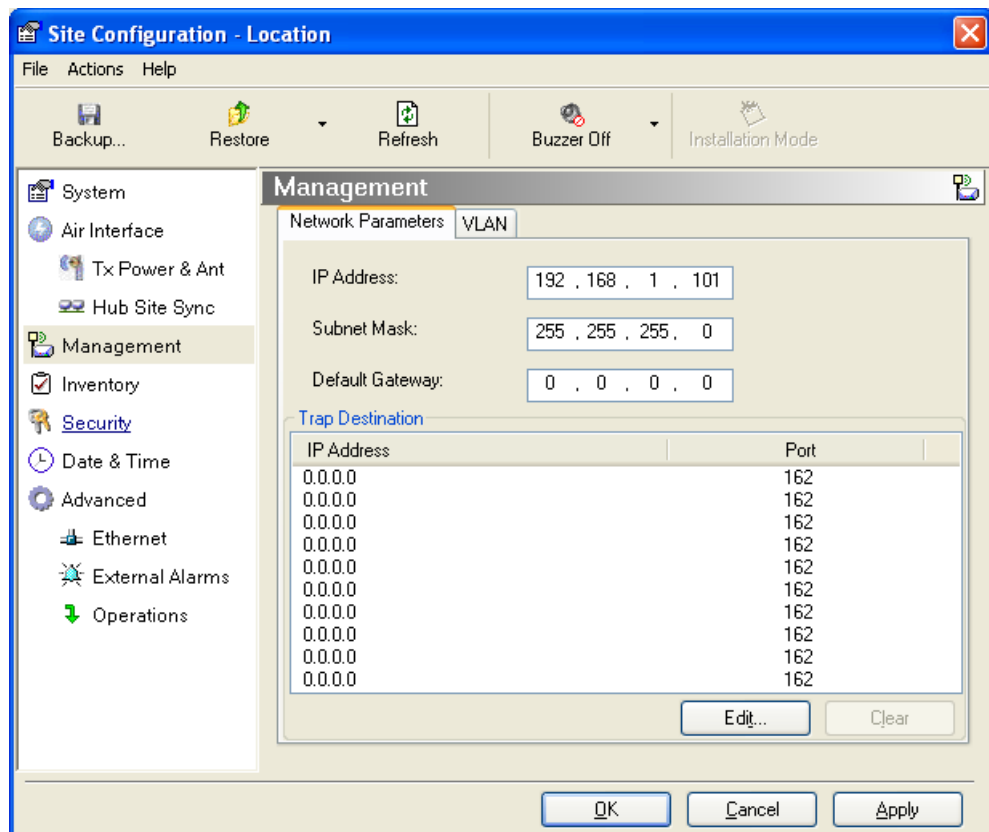 Site Configuration - Location
File Actions Help
Backup... Restore Refresh Buzzer Off Installation Mode
System
Air Interface
Tx Power & Ant
Hub Site Sync
Management
Inventory
Security
Date & Time
Advanced
Ethernet
External Alarms
Operations
Management
Network Parameters VLAN
IP Address: 192 . 168 . 1 . 101
Subnet Mask: 255 . 255 . 255 . 0
Default Gateway: 0 . 0 . 0 . 0
Trap Destination
IP Address Port
0.0.0.0 162
0.0.0.0 162
0.0.0.0 162
0.0.0.0 162
0.0.0.0 162
0.0.0.0 162
0.0.0.0 162
0.0.0.0 162
0.0.0.0 162
0.0.0.0 162
Edit... Clear
OK Cancel Apply